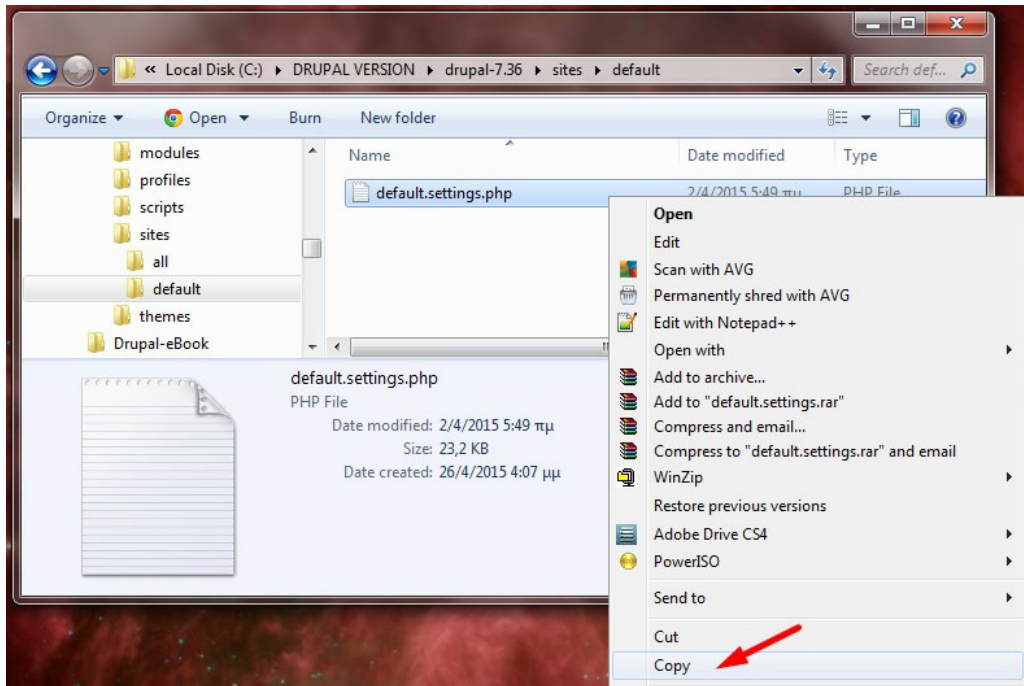 « Local Disk (C:) ▸ DRUPAL VERSION ▸ drupal-7.36 ▸ sites ▸ default
Search def...
Organize Open Burn New folder
modules
profiles
scripts
sites
all
default
themes
Drupal-eBook
Name Date modified Type
default.settings.php 2/4/2015 5:49 πμ PHP File
default.settings.php
PHP File
Date modified: 2/4/2015 5:49 πμ
Size: 23,2 KB
Date created: 26/4/2015 4:07 μμ
Open
Edit
Scan with AVG
Permanently shred with AVG
Edit with Notepad++
Open with
Add to archive...
Add to "default.settings.rar"
Compress and email...
Compress to "default.settings.rar" and email
WinZip
Restore previous versions
Adobe Drive CS4
PowerISO
Send to
Cut
Copy